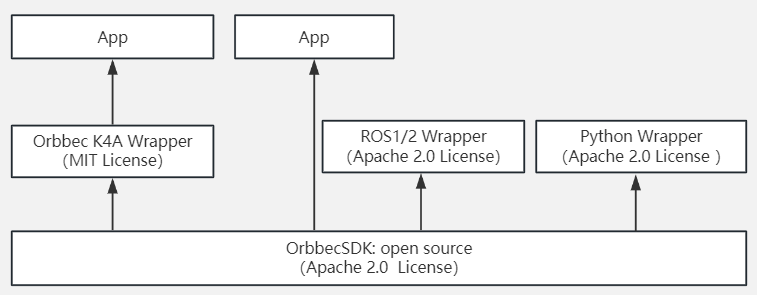 App
App
Orbbec K4A Wrapper
(MIT License)
ROS1/2 Wrapper
(Apache 2.0 License)
Python Wrapper
(Apache 2.0 License )
OrbbecSDK: open source
(Apache 2.0  License)